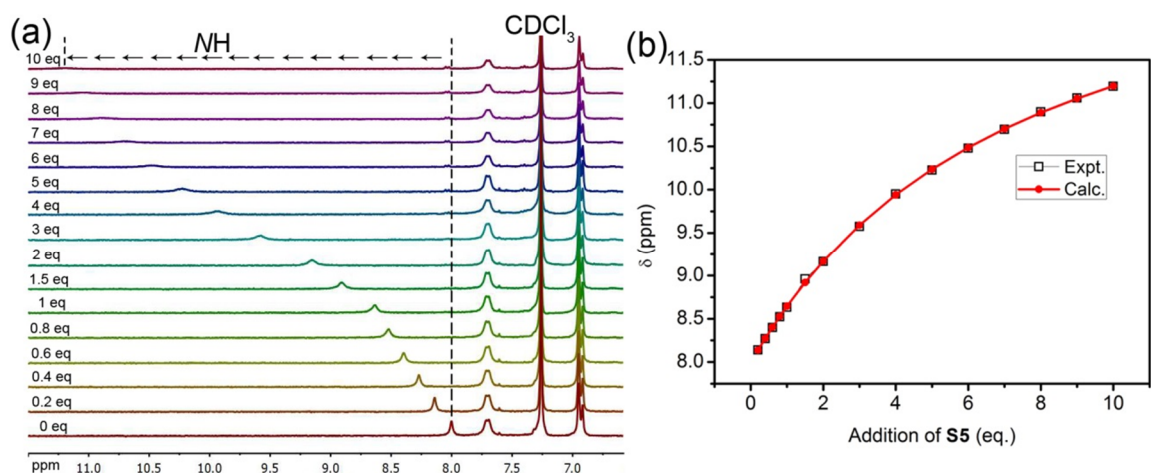 (a)
NH
CDCl3
10 eq
9 eq
8 eq
7 eq
6 eq
5 eq
4 eq
3 eq
2 eq
1.5 eq
1 eq
0.8 eq
0.6 eq
0.4 eq
0.2 eq
0 eq
ppm 11.0 10.5 10.0 9.5 9.0 8.5 8.0 7.5 7.0
(b)
δ (ppm)
11.5
11.0
10.5
10.0
9.5
9.0
8.5
8.0
Expt.
Calc.
0 2 4 6 8 10
Addition of S5 (eq.)